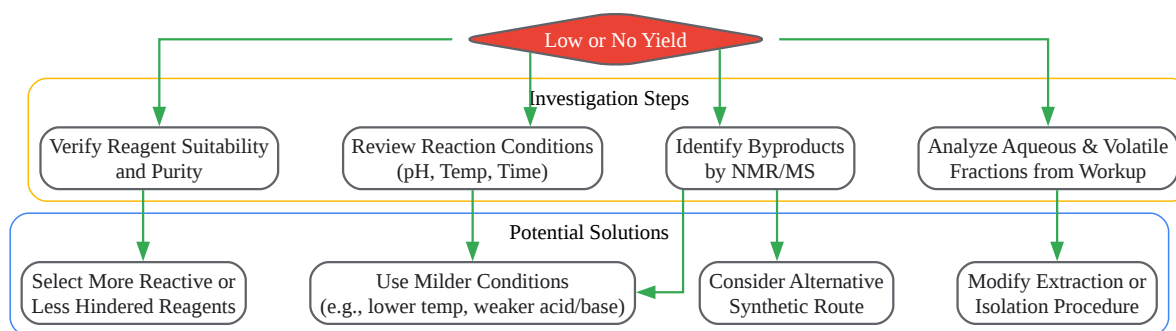 Low or No Yield
Investigation Steps
Verify Reagent Suitability
and Purity
Review Reaction Conditions
(pH, Temp, Time)
Identify Byproducts
by NMR/MS
Analyze Aqueous & Volatile
Fractions from Workup
Potential Solutions
Select More Reactive or
Less Hindered Reagents
Use Milder Conditions
(e.g., lower temp, weaker acid/base)
Consider Alternative
Synthetic Route
Modify Extraction or
Isolation Procedure